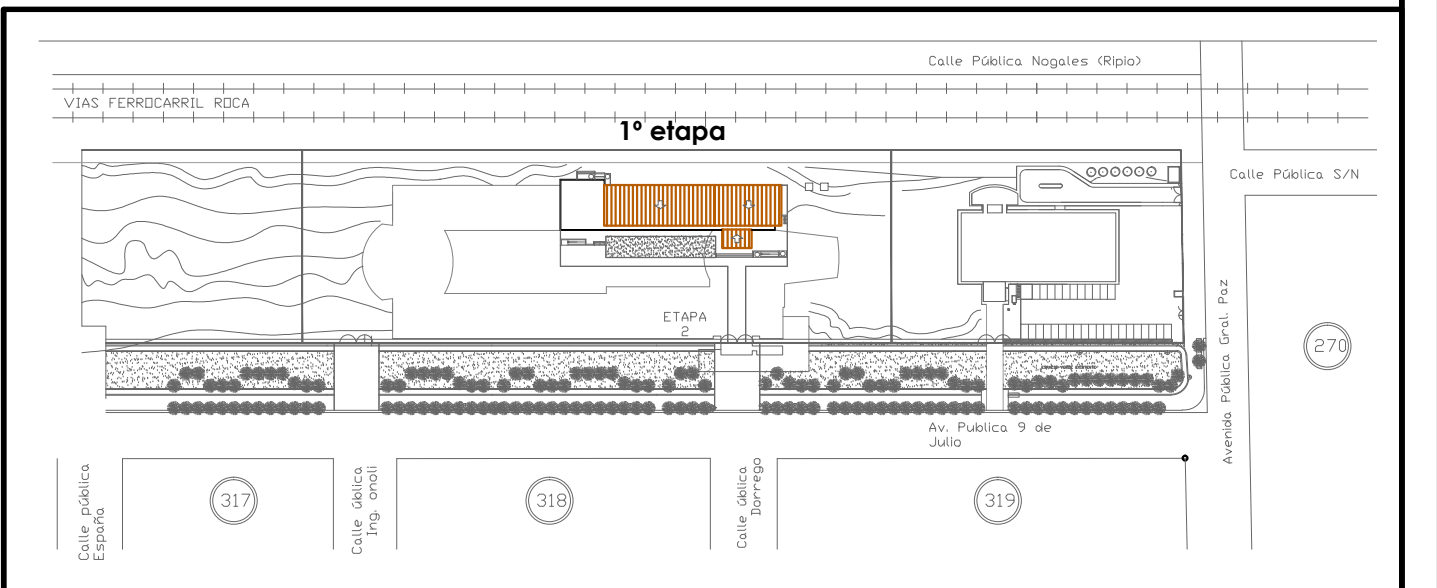 Calle Pública Nogales (Ripio)
VIAS FERROCARRIL ROCA
1º etapa
Calle Pública S/N
ETAPA
2
Avenida Pública Gral. Paz
270
Av. Publica 9 de
Julio
Calle pública
España
317
Calle ública
Ing. onoli
318
Calle ública
Dorrego
319